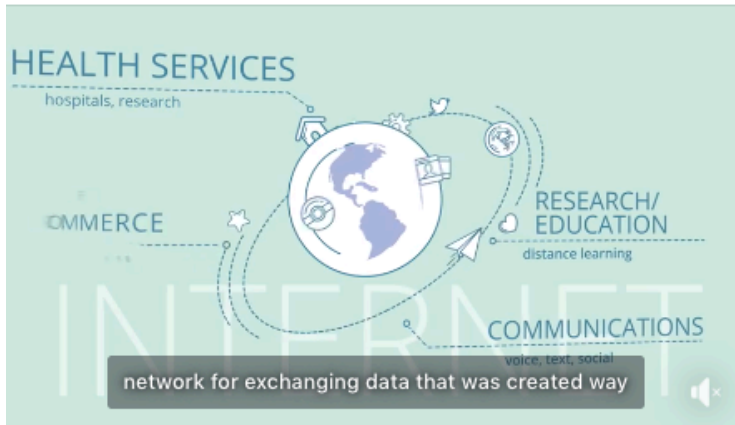 HEALTH SERVICES
hospitals, research
OMMERCE
RESEARCH/
EDUCATION
distance learning
INTERNET
COMMUNICATIONS
voice, text, social
network for exchanging data that was created way